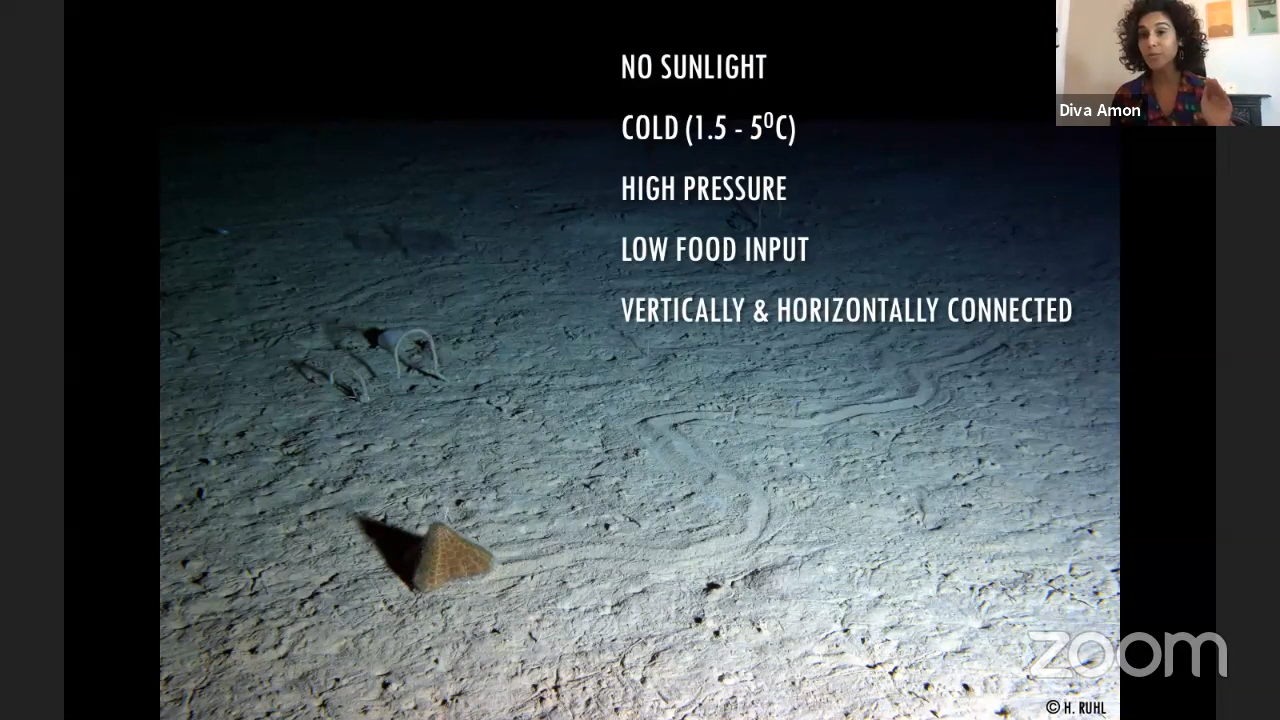 NO SUNLIGHT
COLD (1.5 - 5⁰C)
HIGH PRESSURE
LOW FOOD INPUT
VERTICALLY & HORIZONTALLY CONNECTED
Diva Amon
zoom
© H. RUHL